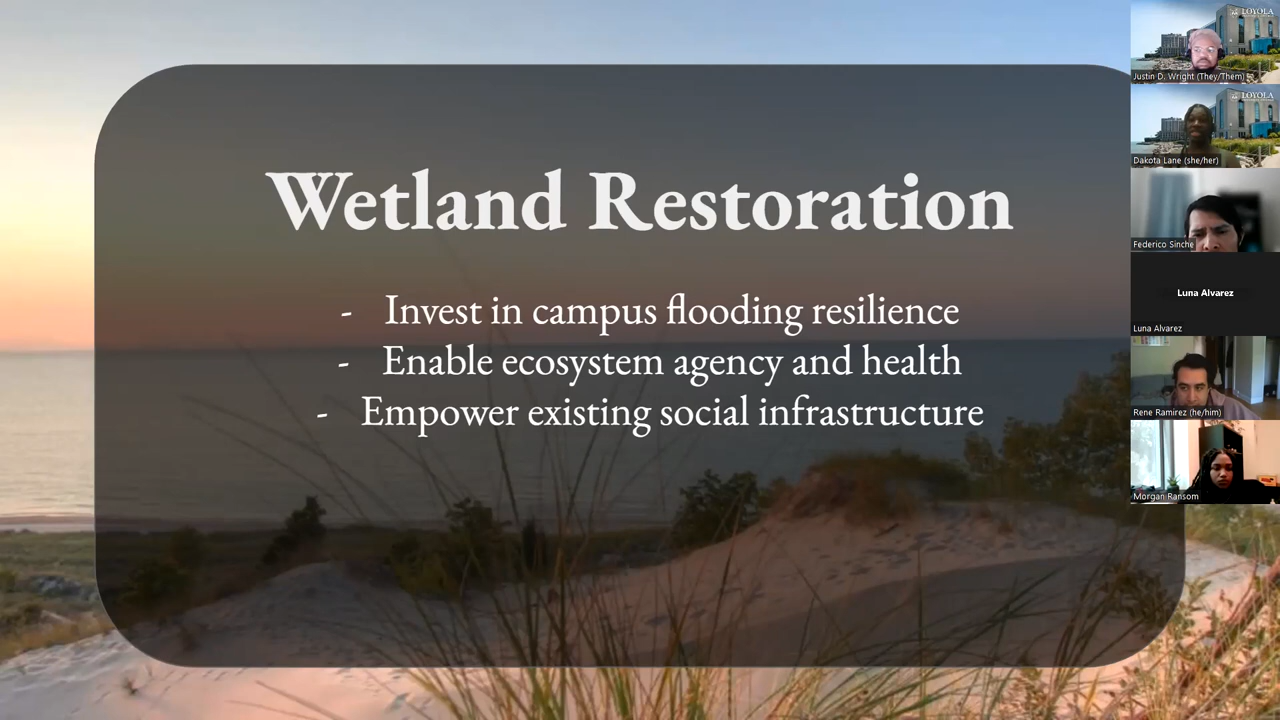 Wetland Restoration
- Invest in campus flooding resilience
- Enable ecosystem agency and health
- Empower existing social infrastructure
LOYOLA
Justin D. Wright (They/Them)
LOYOLA
Dakota Lane (she/her)
Federico Sinche
Luna Alvarez
Luna Alvarez
Rene Ramirez (he/him)
Morgan Ransom